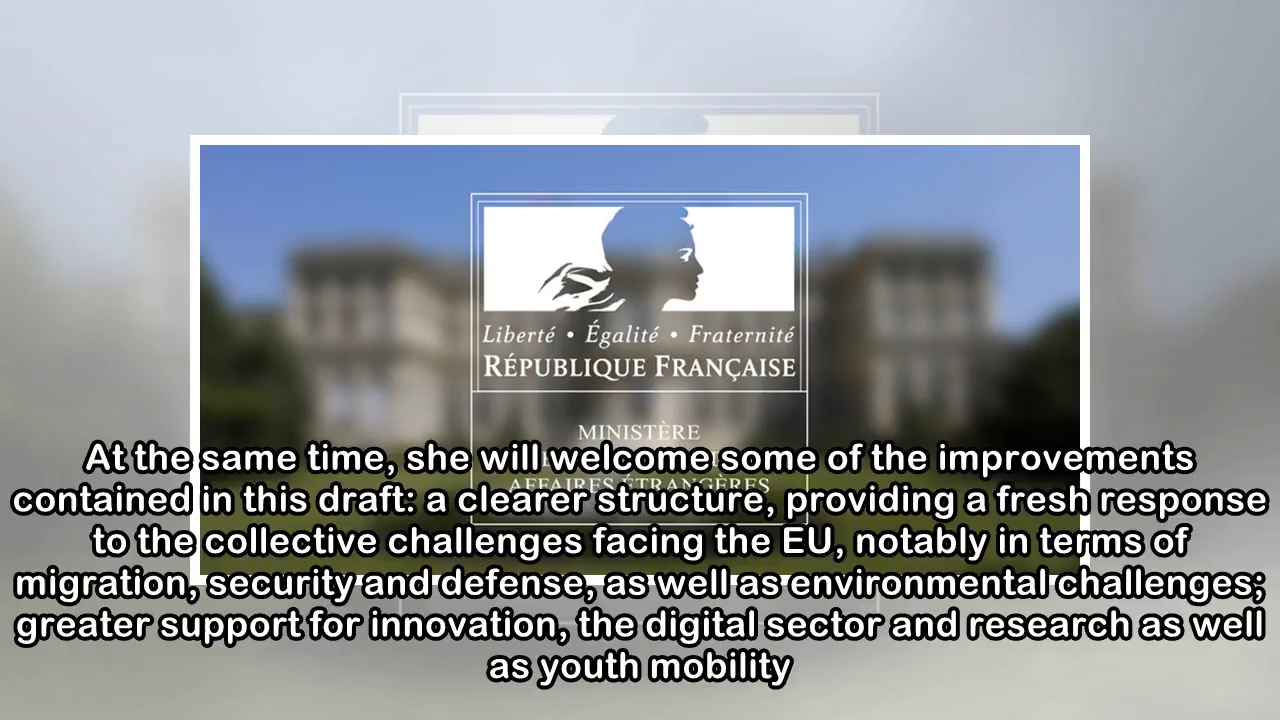 Liberté • Égalité • Fraternité
RÉPUBLIQUE FRANÇAISE
MINISTÈRE
AFFAIRES ÉTRANGÈRES
At the same time, she will welcome some of the improvements
contained in this draft: a clearer structure, providing a fresh response
to the collective challenges facing the EU, notably in terms of
migration, security and defense, as well as environmental challenges;
greater support for innovation, the digital sector and research as well
as youth mobility